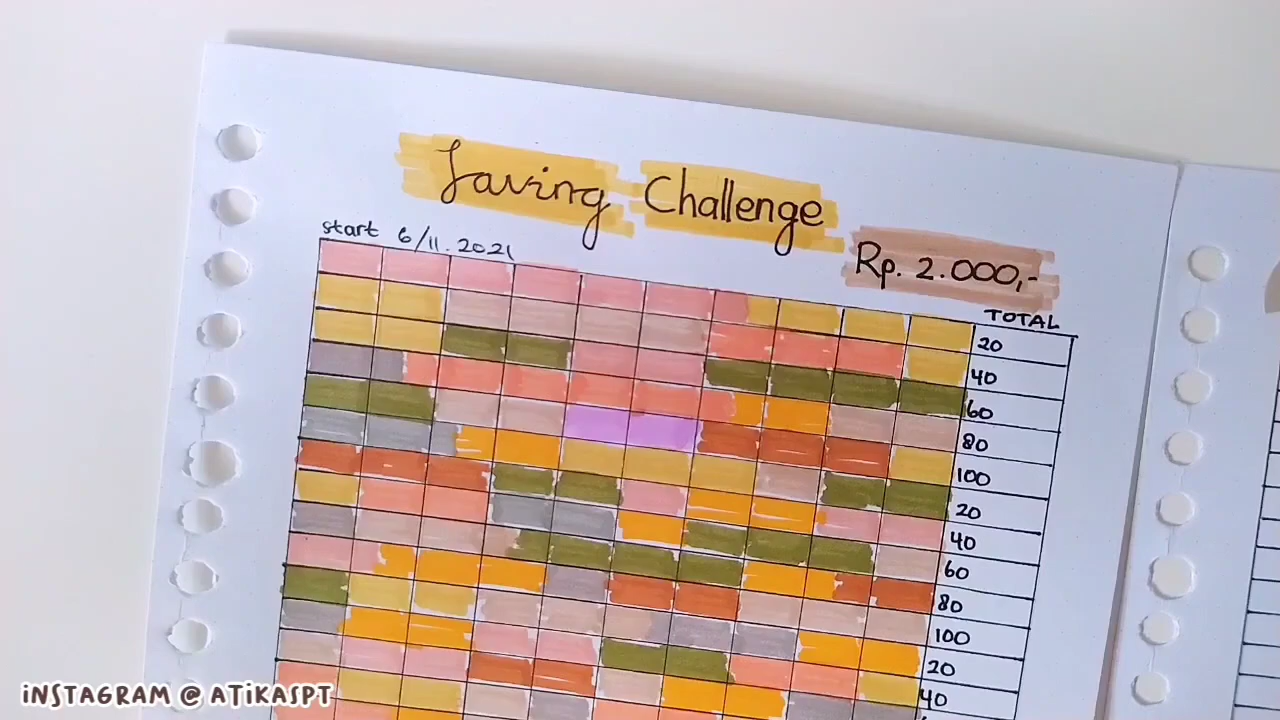 Saving Challenge
Rp. 2.000,-
start 6/11.2021
TOTAL
20
40
60
80
100
20
40
60
80
100
20
40
INSTAGRAM @ ATIKASPT